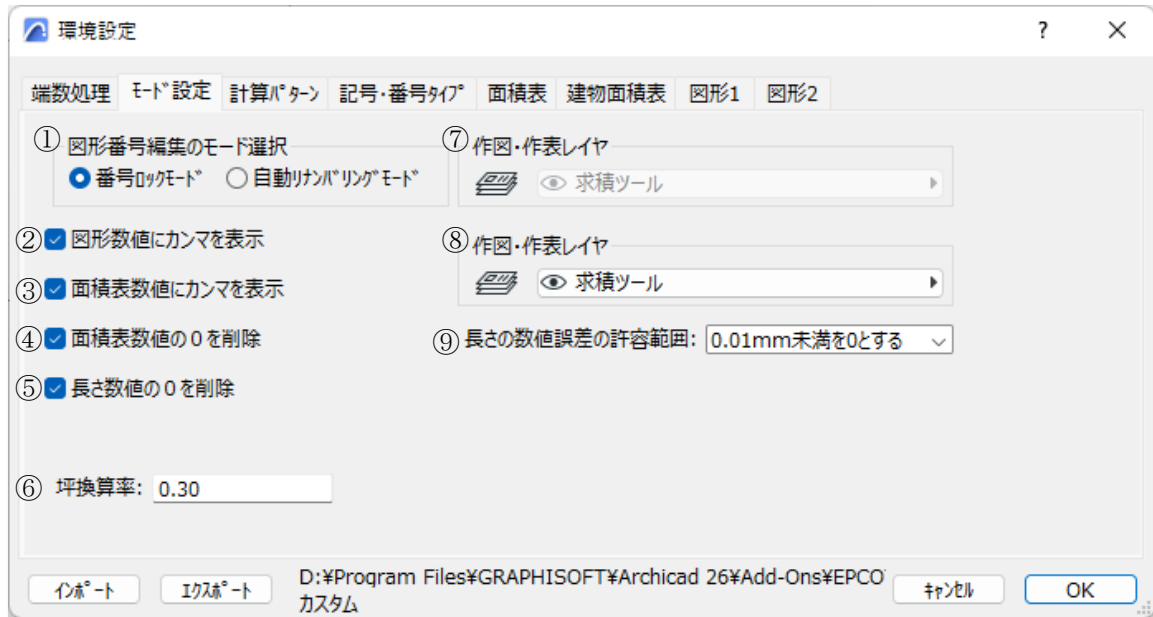 環境設定 ?
端数処理 ﾓｰﾄﾞ設定 計算ﾊﾟﾀｰﾝ 記号・番号ﾀｲﾌﾟ 面積表 建物面積表 図形1 図形2
① 図形番号編集のモード選択
番号ﾛｯｸﾓｰﾄﾞ 自動ﾘﾅﾝﾊﾞﾘﾝｸﾞﾓｰﾄﾞ
② 図形数値にカンマを表示
③ 面積表数値にカンマを表示
④ 面積表数値の０を削除
⑤ 長さ数値の０を削除
⑥ 坪換算率: 0.30
⑦ 作図・作表レイヤ
求積ツール
⑧ 作図・作表レイヤ
求積ツール
⑨ 長さの数値誤差の許容範囲: 0.01mm未満を0とする
ｲﾝﾎﾟｰﾄ ｴｸｽﾎﾟｰﾄ
D:¥Program Files¥GRAPHISOFT¥Archicad 26¥Add-Ons¥EPCO
カスタム
ｷｬﾝｾﾙ OK